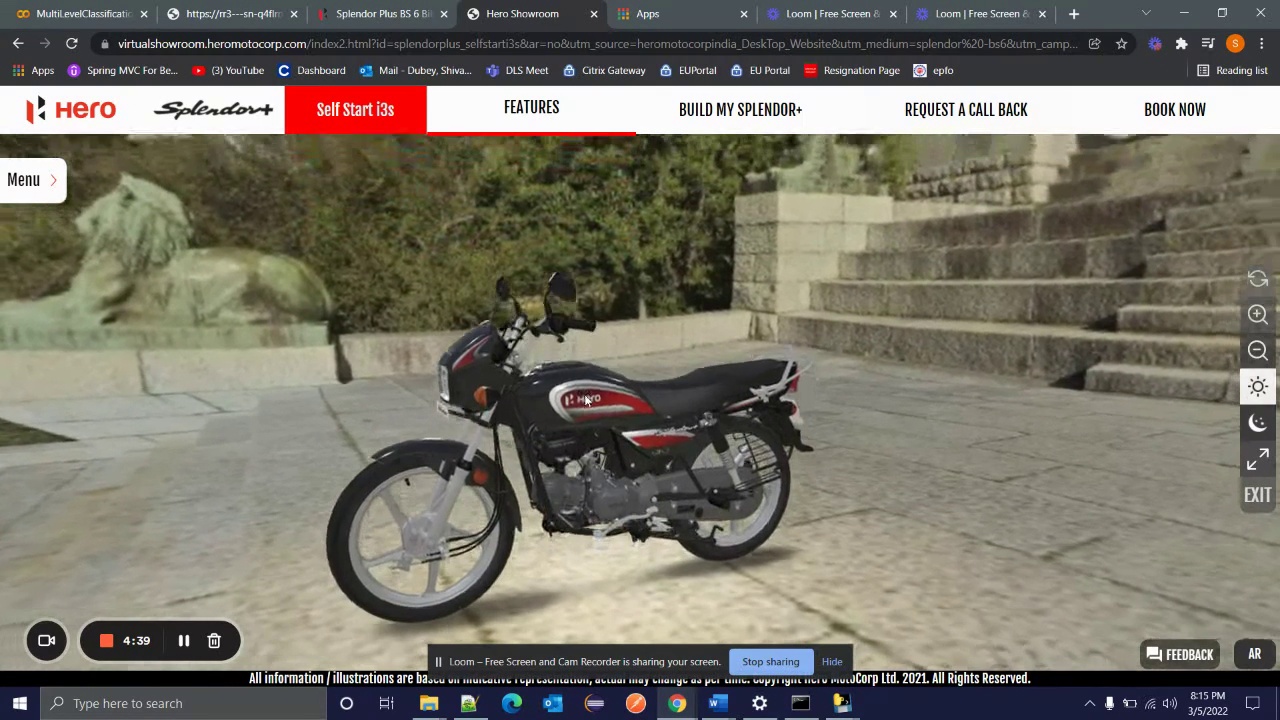 MultiLevelClassificatio
https://rr3---sn-q4flrn
Splendor Plus BS 6 Bi
Hero Showroom
Apps
Loom | Free Screen &
Loom | Free Screen &
virtualshowroom.heromotocorp.com/index2.html?id=splendorplus_selfstarti3s&at=no&utm_source=heromotocorpindia_DeskTop_Website&utm_medium=splendor%20-bs6&utm_camp...
S
Apps
Spring MVC For Be...
(3) YouTube
Dashboard
Mail - Dubey, Shiva...
DLS Meet
Citrix Gateway
EUPortal
EU Portal
Resignation Page
epfo
Reading list
HERO
Splendor+
Self Start i3s
FEATURES
BUILD MY SPLENDOR+
REQUEST A CALL BACK
BOOK NOW
Menu
HERO
EXIT
4:39
Loom – Free Screen and Cam Recorder is sharing your screen.
Stop sharing
Hide
FEEDBACK
AR
All information / illustrations are based on indicative representation, actual may change as per time. Copyright Hero MotoCorp Ltd. 2021. All Rights Reserved.
Type here to search
8:15 PM
3/5/2022